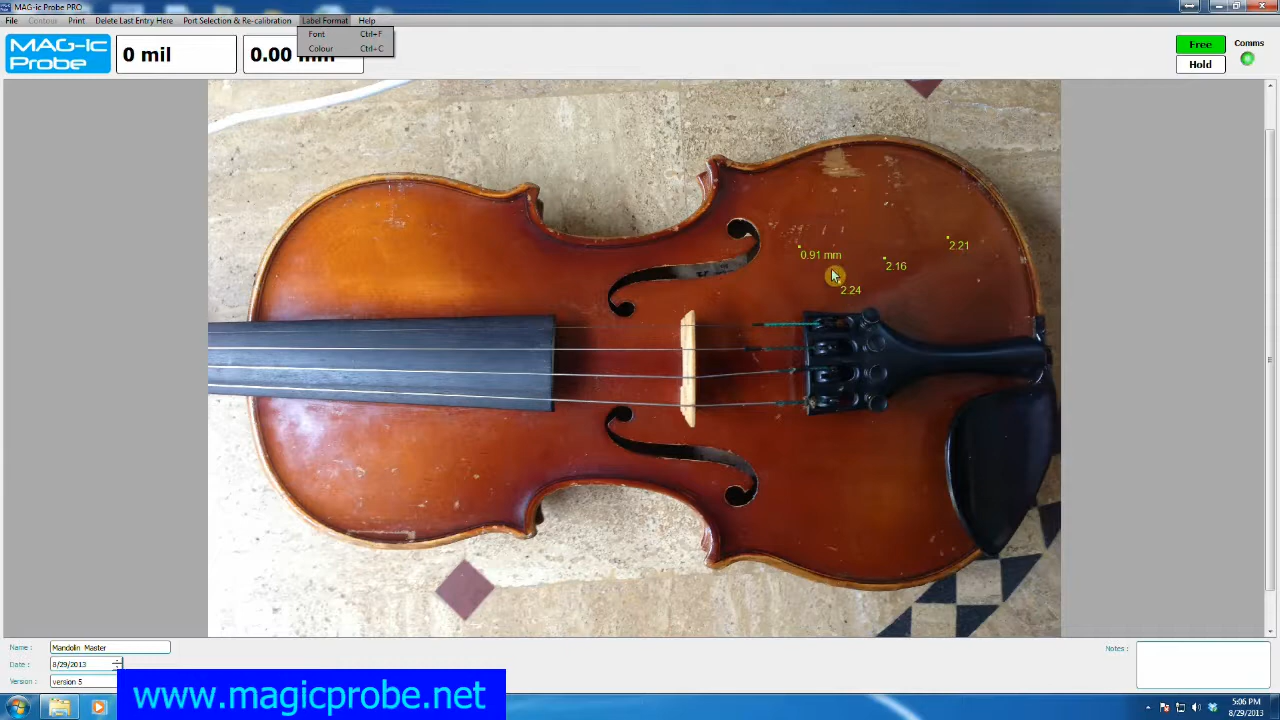 MAG-ic Probe PRO
File Contour Print Delete Last Entry Here Port Selection & Re-calibration Label Format Help
Font Ctrl+F
Colour Ctrl+C
MAG-ic
Probe
0 mil
0.00 mm
Free
Hold
Comms
0.91 mm
2.16
2.21
2.24
Name :
Mandolin Master
Date :
8/29/2013
Version :
version 5
Notes :
www.magicprobe.net
5:06 PM
8/29/2013